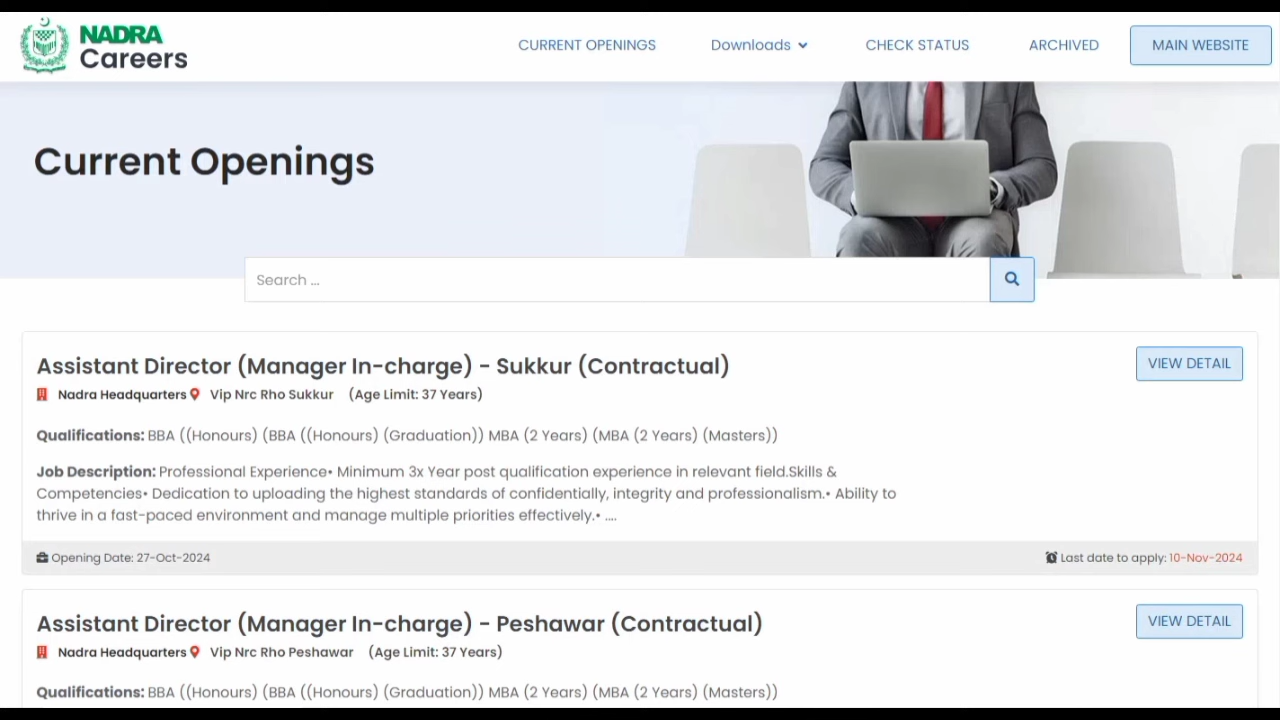 NADRA
Careers
CURRENT OPENINGS
Downloads
CHECK STATUS
ARCHIVED
MAIN WEBSITE
Current Openings
Search ...
Assistant Director (Manager In-charge) - Sukkur (Contractual)
VIEW DETAIL
Nadra Headquarters Vip Nrc Rho Sukkur (Age Limit: 37 Years)
Qualifications: BBA ((Honours) (BBA ((Honours) (Graduation)) MBA (2 Years) (MBA (2 Years) (Masters))
Job Description: Professional Experience• Minimum 3x Year post qualification experience in relevant field.Skills &
Competencies• Dedication to uploading the highest standards of confidentially, integrity and professionalism.• Ability to
thrive in a fast-paced environment and manage multiple priorities effectively.• ....
Opening Date: 27-Oct-2024
Last date to apply: 10-Nov-2024
Assistant Director (Manager In-charge) - Peshawar (Contractual)
VIEW DETAIL
Nadra Headquarters Vip Nrc Rho Peshawar (Age Limit: 37 Years)
Qualifications: BBA ((Honours) (BBA ((Honours) (Graduation)) MBA (2 Years) (MBA (2 Years) (Masters))